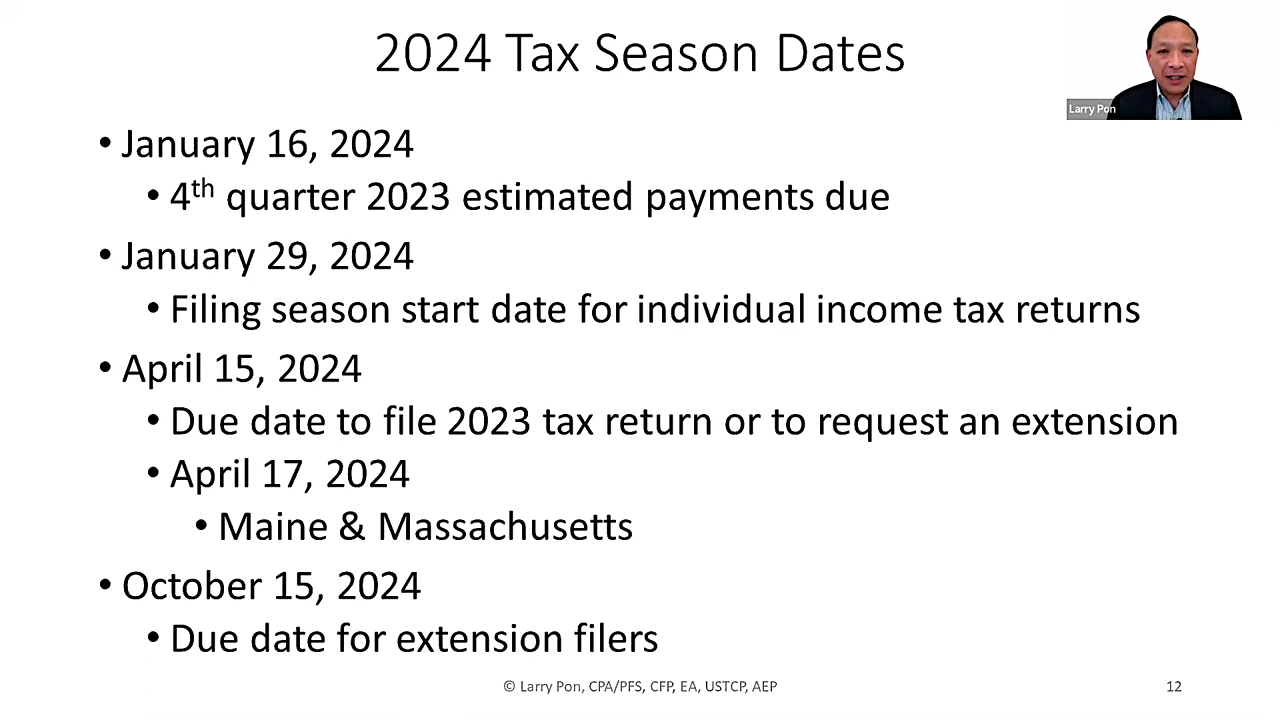 2024 Tax Season Dates
Larry Pon
• January 16, 2024
• 4th quarter 2023 estimated payments due
• January 29, 2024
• Filing season start date for individual income tax returns
• April 15, 2024
• Due date to file 2023 tax return or to request an extension
• April 17, 2024
• Maine & Massachusetts
• October 15, 2024
• Due date for extension filers
© Larry Pon, CPA/PFS, CFP, EA, USTCP, AEP
12